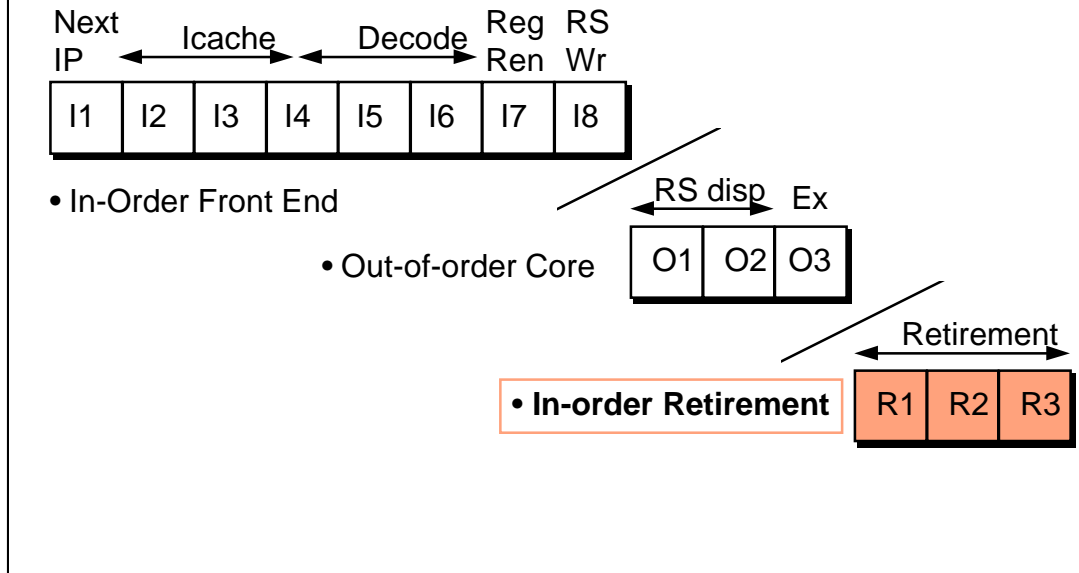 Next IP
Icache
Decode
Reg Ren
RS Wr
I1 I2 I3 I4 I5 I6 I7 I8
• In-Order Front End
RS disp
Ex
• Out-of-order Core
O1 O2 O3
Retirement
• In-order Retirement
R1 R2 R3